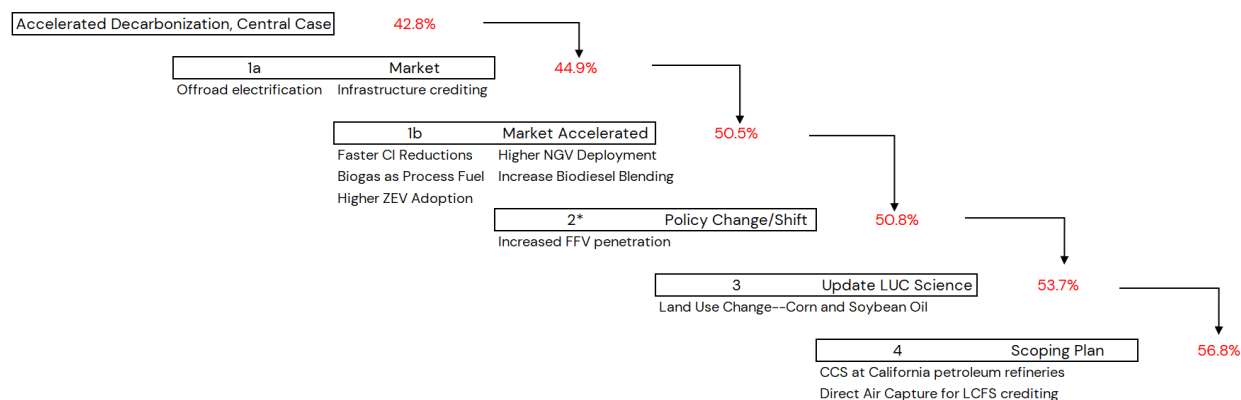 Accelerated Decarbonization, Central Case 42.8%
1a Market 44.9%
Offroad electrification Infrastructure crediting
1b Market Accelerated 50.5%
Faster CI Reductions Higher NGV Deployment
Biogas as Process Fuel Increase Biodiesel Blending
Higher ZEV Adoption
2* Policy Change/Shift 50.8%
Increased FFV penetration
3 Update LUC Science 53.7%
Land Use Change--Corn and Soybean Oil
4 Scoping Plan 56.8%
CCS at California petroleum refineries
Direct Air Capture for LCFS crediting